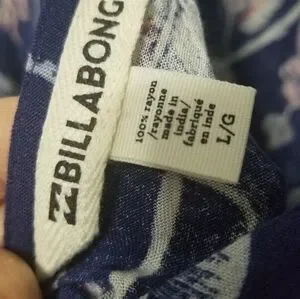 BILLABONG
100% rayon
/rayonne
made in
india/
fabriqué
en inde
L/G